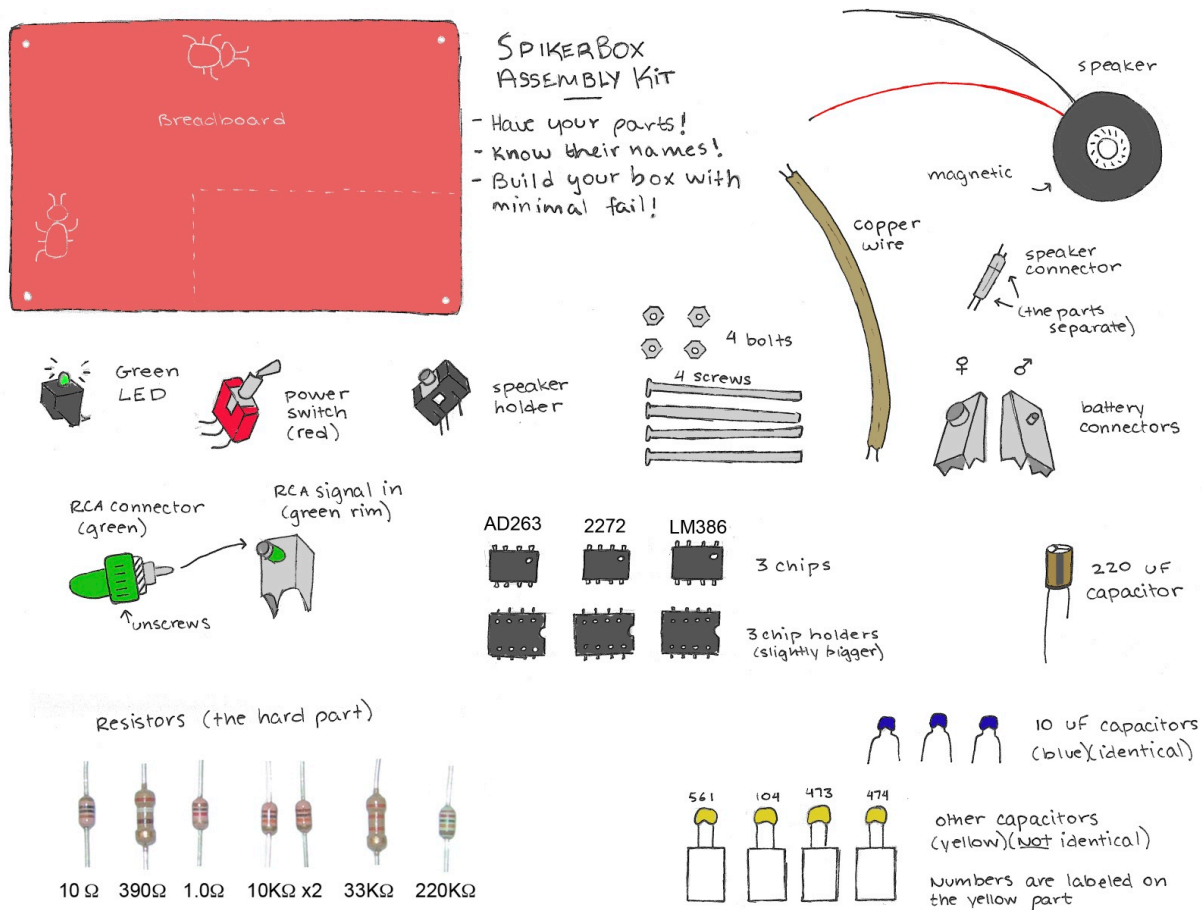 SPIKERBOX
ASSEMBLY KIT
- Have your parts!
- Know their names!
- Build your box with
minimal fail!
Breadboard
speaker
magnetic
copper
wire
speaker
connector
(the parts
separate)
♀ ♂
battery
connectors
4 bolts
4 screws
Green
LED
power
switch
(red)
speaker
holder
RCA connector
(green)
unscrews
RCA signal in
(green rim)
AD263 2272 LM386
3 chips
3 chip holders
(slightly bigger)
220 UF
capacitor
Resistors (the hard part)
10 Ω 390Ω 1.0Ω 10KΩ x2 33KΩ 220KΩ
10 UF capacitors
(blue)(identical)
561 104 473 474
other capacitors
(yellow)(NOT identical)
Numbers are labeled on
the yellow part